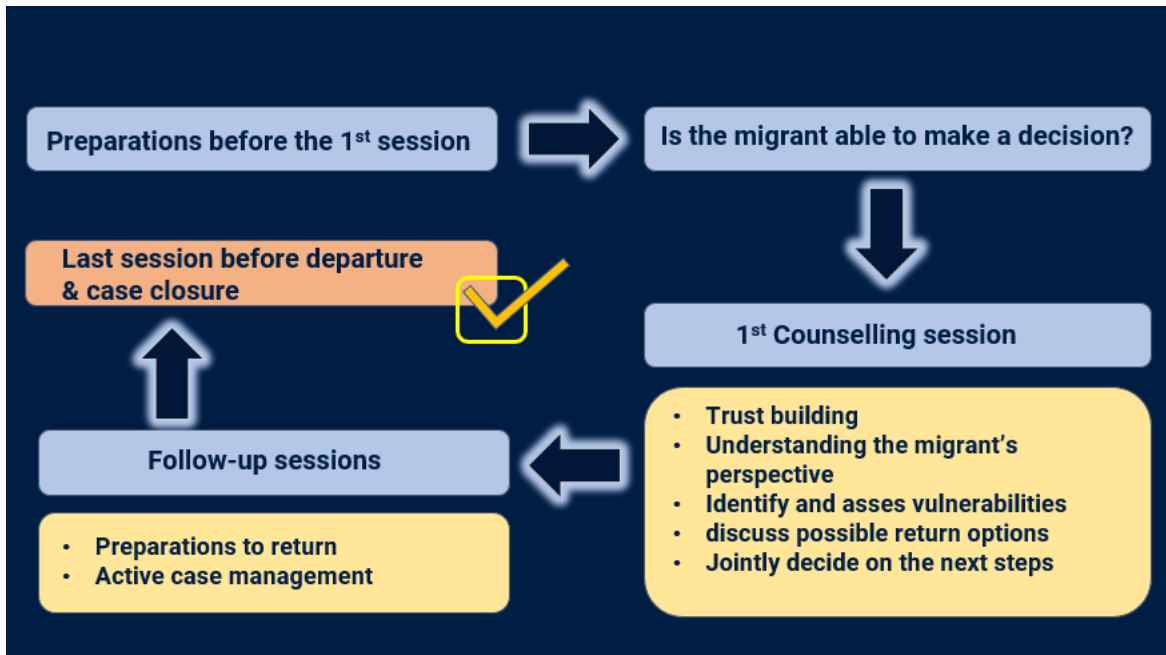 Preparations before the 1st session
Is the migrant able to make a decision?
1st Counselling session
• Trust building
• Understanding the migrant's
perspective
• Identify and asses vulnerabilities
• discuss possible return options
• Jointly decide on the next steps
Follow-up sessions
• Preparations to return
• Active case management
Last session before departure
& case closure